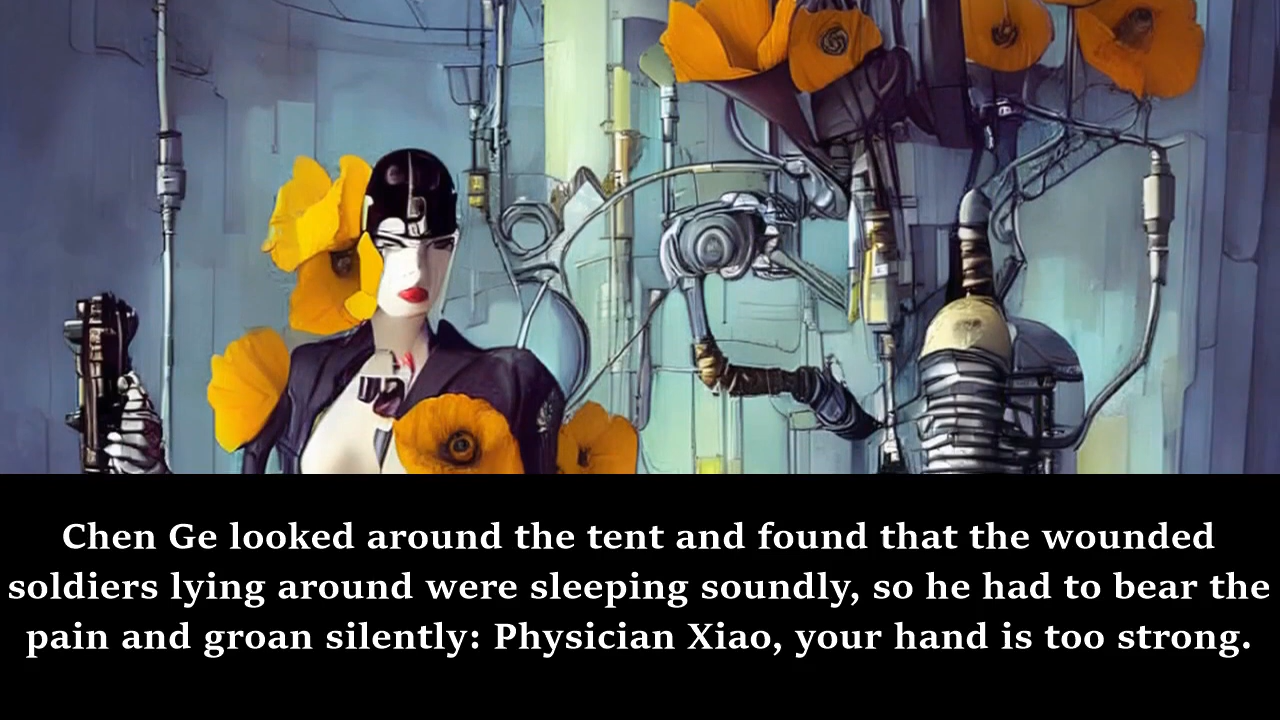 Chen Ge looked around the tent and found that the wounded
soldiers lying around were sleeping soundly, so he had to bear the
pain and groan silently: Physician Xiao, your hand is too strong.